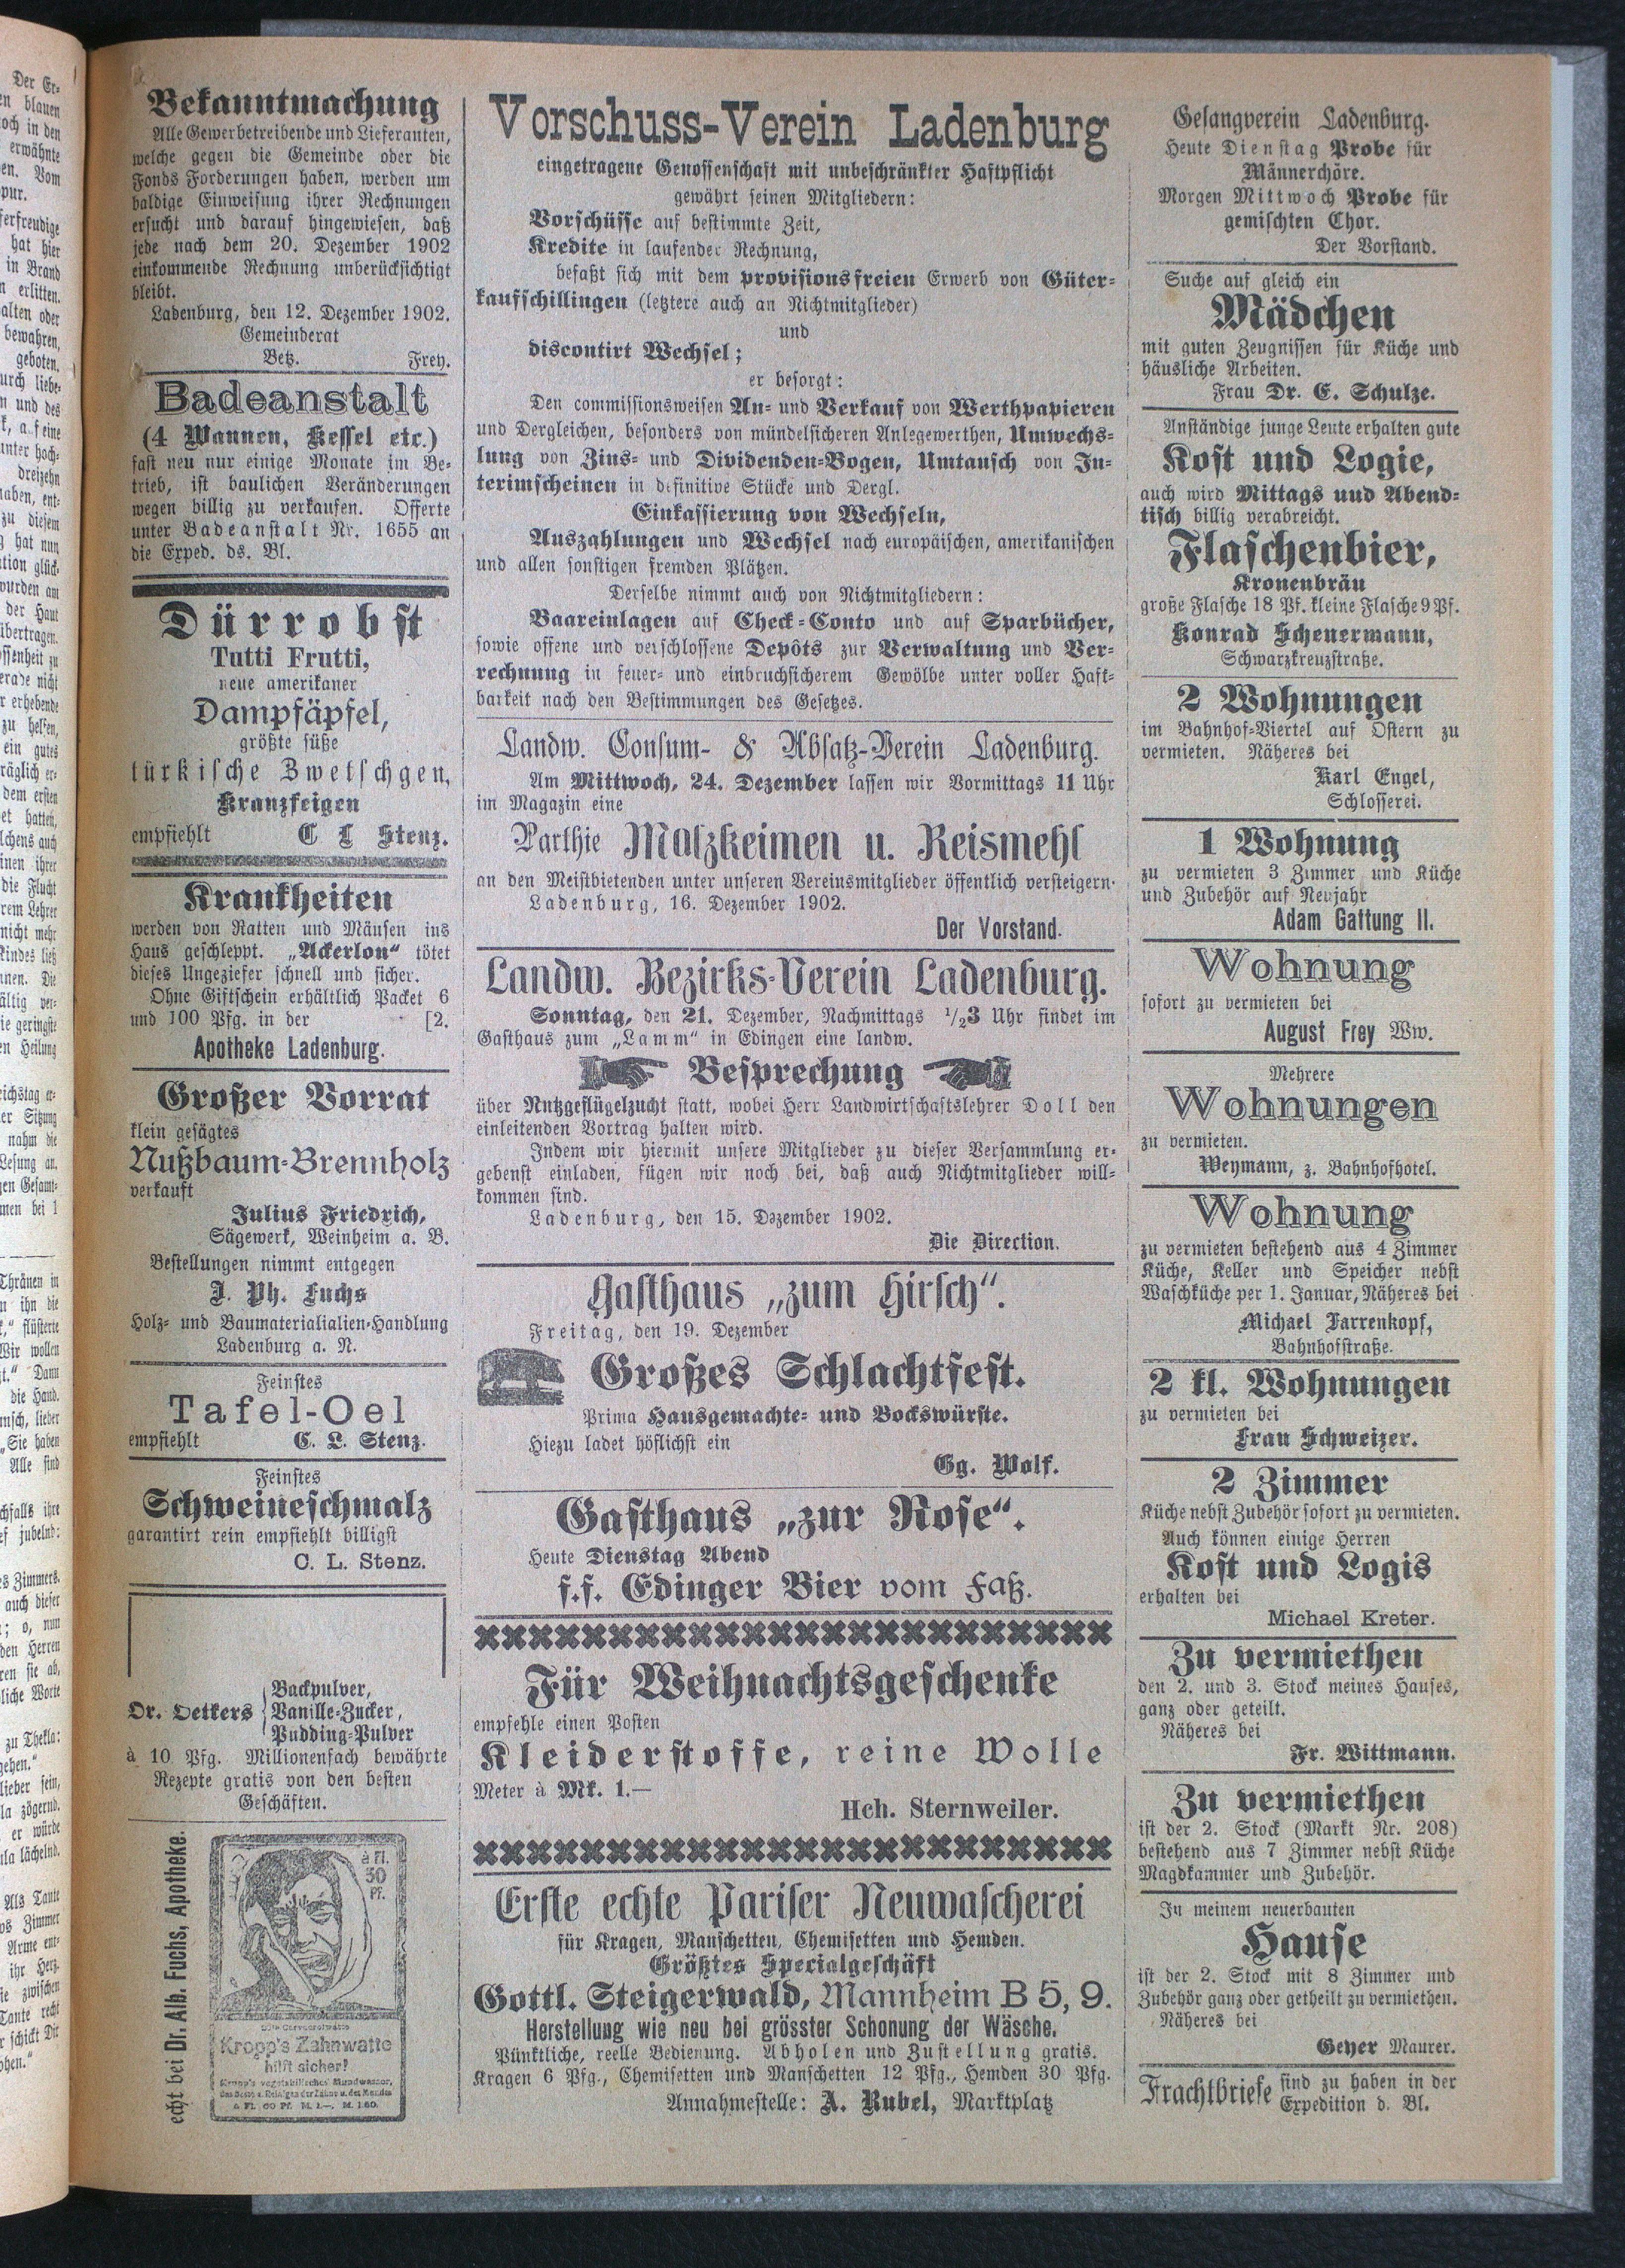 Bekanntmachung
Alle Gewerbetreibende und Lieferanten,
welche gegen die Gemeinde oder die
Fonds Forderungen haben, werden um
baldige Einweisung ihrer Rechnungen
ersucht und darauf hingewiesen, daß
jede nach dem 20. Dezember 1902
einkommende Rechnung unberücksichtigt
bleibt.
Ladenburg, den 12. Dezember 1902.
Gemeinderat
Betz. Frey.
Badeanstalt
(4 Wannen, Kessel etc.)
fast neu nur einige Monate im Be-
trieb, ist baulichen Veränderungen
wegen billig zu verkaufen. Offerte
unter Badeanstalt Nr. 1655 an
die Exped. ds. Bl.
Dürrobst
Tutti Frutti,
neue amerikaner
Dampfäpfel,
größte süße
türkische Zwetschgen,
Kranzfeigen
empfiehlt C L Stenz.
Krankheiten
werden von Ratten und Mäusen ins
Haus geschleppt. „Ackerlon“ tötet
dieses Ungeziefer schnell und sicher.
Ohne Giftschein erhältlich Packet 6
und 100 Pfg. in der [2.
Apotheke Ladenburg.
Großer Vorrat
klein gesägtes
Nußbaum-Brennholz
verkauft
Julius Friedrich,
Sägewerk, Weinheim a. B.
Bestellungen nimmt entgegen
J. Ph. Fuchs
Holz- und Baumaterialialien-Handlung
Ladenburg a. N.
Feinstes
Tafel-Oel
empfiehlt C. L. Stenz.
Feinstes
Schweineschmalz
garantirt rein empfiehlt billigst
C. L. Stenz.
Dr. Oetkers
Backpulver,
Vanille-Zucker,
Pudding-Pulver
à 10 Pfg. Millionenfach bewährte
Rezepte gratis von den besten
Geschäften.
echt bei Dr. Alb. Fuchs, Apotheke.
à Fl.
50
Pf.
Kropp's Zahnwatte
hilft sicher!
Kropp's vegetabilisches Mundwasser,
Vorschuss-Verein Ladenburg
eingetragene Genossenschaft mit unbeschränkter Haftpflicht
gewährt seinen Mitgliedern:
Vorschüsse auf bestimmte Zeit,
Kredite in laufender Rechnung,
befaßt sich mit dem provisionsfreien Erwerb von Güter-
kaufschillingen (letztere auch an Nichtmitglieder)
und
discontirt Wechsel;
er besorgt:
Den commissionsweisen An- und Verkauf von Werthpapieren
und Dergleichen, besonders von mündelsicheren Anlegewerthen, Umwechs-
lung von Zins- und Dividenden-Bogen, Umtausch von In-
terimscheinen in definitive Stücke und Dergl.
Einkassierung von Wechseln,
Auszahlungen und Wechsel nach europäischen, amerikanischen
und allen sonstigen fremden Plätzen.
Derselbe nimmt auch von Nichtmitgliedern:
Baareinlagen auf Check-Conto und auf Sparbücher,
sowie offene und verschlossene Depôts zur Verwaltung und Ver-
rechnung in feuer- und einbruchsicherem Gewölbe unter voller Haft-
barkeit nach den Bestimmungen des Gesetzes.
Landw. Consum- & Absatz-Verein Ladenburg.
Am Mittwoch, 24. Dezember lassen wir Vormittags 11 Uhr
im Magazin eine
Parthie Malzkeimen u. Reismehl
an den Meistbietenden unter unseren Vereinsmitglieder öffentlich versteigern.
Ladenburg, 16. Dezember 1902.
Der Vorstand.
Landw. Bezirks-Verein Ladenburg.
Sonntag, den 21. Dezember, Nachmittags 1/23 Uhr findet im
Gasthaus zum „Lamm“ in Edingen eine landw.
Besprechung
über Nutzgeflügelzucht statt, wobei Herr Landwirtschaftslehrer Doll den
einleitenden Vortrag halten wird.
Indem wir hiermit unsere Mitglieder zu dieser Versammlung er-
gebenst einladen, fügen wir noch bei, daß auch Nichtmitglieder will-
kommen sind.
Ladenburg, den 15. Dezember 1902.
Die Direction.
Gasthaus „zum Hirsch“.
Freitag, den 19. Dezember
Großes Schlachtfest.
Prima Hausgemachte- und Bockswürste.
Hiezu ladet höflichst ein
Gg. Wolf.
Gasthaus „zur Rose“.
Heute Dienstag Abend
f.f. Edinger Bier vom Faß.
Für Weihnachtsgeschenke
empfehle einen Posten
Kleiderstoffe, reine Wolle
Meter à Mk. 1.—
Hch. Sternweiler.
Erste echte Pariser Neuwascherei
für Kragen, Manschetten, Chemisetten und Hemden.
Größtes Specialgeschäft
Gottl. Steigerwald, Mannheim B 5, 9.
Herstellung wie neu bei grösster Schonung der Wäsche.
Pünktliche, reelle Bedienung. Abholen und Zustellung gratis.
Kragen 6 Pfg., Chemisetten und Manschetten 12 Pfg., Hemden 30 Pfg.
Annahmestelle: A. Rubel, Marktplatz
Gesangverein Ladenburg.
Heute Dienstag Probe für
Männerchöre.
Morgen Mittwoch Probe für
gemischten Chor.
Der Vorstand.
Suche auf gleich ein
Mädchen
mit guten Zeugnissen für Küche und
häusliche Arbeiten.
Frau Dr. C. Schulze.
Anständige junge Leute erhalten gute
Kost und Logie,
auch wird Mittags und Abend-
tisch billig verabreicht.
Flaschenbier,
Kronenbräu
große Flasche 18 Pf. kleine Flasche 9 Pf.
Konrad Scheuermann,
Schwarzkreuzstraße.
2 Wohnungen
im Bahnhof-Viertel auf Ostern zu
vermieten. Näheres bei
Karl Engel,
Schlosserei.
1 Wohnung
zu vermieten 3 Zimmer und Küche
und Zubehör auf Neujahr
Adam Gattung II.
Wohnung
sofort zu vermieten bei
August Frey Ww.
Mehrere
Wohnungen
zu vermieten.
Weymann, z. Bahnhofhotel.
Wohnung
zu vermieten bestehend aus 4 Zimmer
Küche, Keller und Speicher nebst
Waschküche per 1. Januar, Näheres bei
Michael Farrenkopf,
Bahnhofstraße.
2 kl. Wohnungen
zu vermieten bei
Frau Schweizer.
2 Zimmer
Küche nebst Zubehör sofort zu vermieten.
Auch können einige Herren
Kost und Logis
erhalten bei
Michael Kreter.
Zu vermiethen
den 2. und 3. Stock meines Hauses,
ganz oder geteilt.
Näheres bei
Fr. Wittmann.
Zu vermiethen
ist der 2. Stock (Markt Nr. 208)
bestehend aus 7 Zimmer nebst Küche
Magdkammer und Zubehör.
In meinem neuerbauten
Hause
ist der 2. Stock mit 8 Zimmer und
Zubehör ganz oder getheilt zu vermiethen.
Näheres bei
Geyer Maurer.
Frachtbriefe sind zu haben in der
Expedition d. Bl.